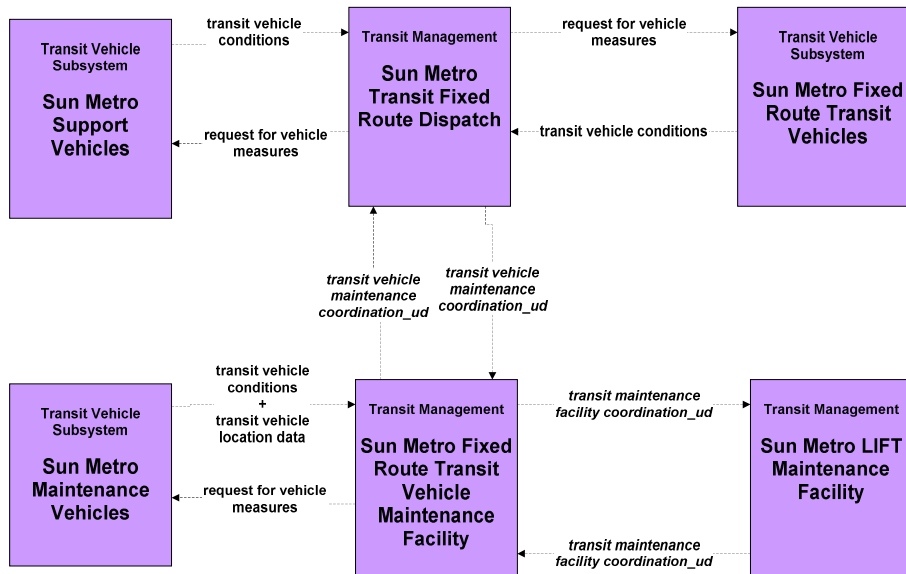 Transit Vehicle
Subsystem
Sun Metro
Support
Vehicles
transit vehicle
conditions
request for vehicle
measures
Transit Management
Sun Metro
Transit Fixed
Route Dispatch
request for vehicle
measures
transit vehicle conditions
Transit Vehicle
Subsystem
Sun Metro Fixed
Route Transit
Vehicles
transit vehicle
maintenance
coordination_ud
transit vehicle
maintenance
coordination_ud
Transit Vehicle
Subsystem
Sun Metro
Maintenance
Vehicles
transit vehicle
conditions
+
transit vehicle
location data
request for vehicle
measures
Transit Management
Sun Metro Fixed
Route Transit
Vehicle
Maintenance
Facility
transit maintenance
facility coordination_ud
transit maintenance
facility coordination_ud
Transit Management
Sun Metro LIFT
Maintenance
Facility